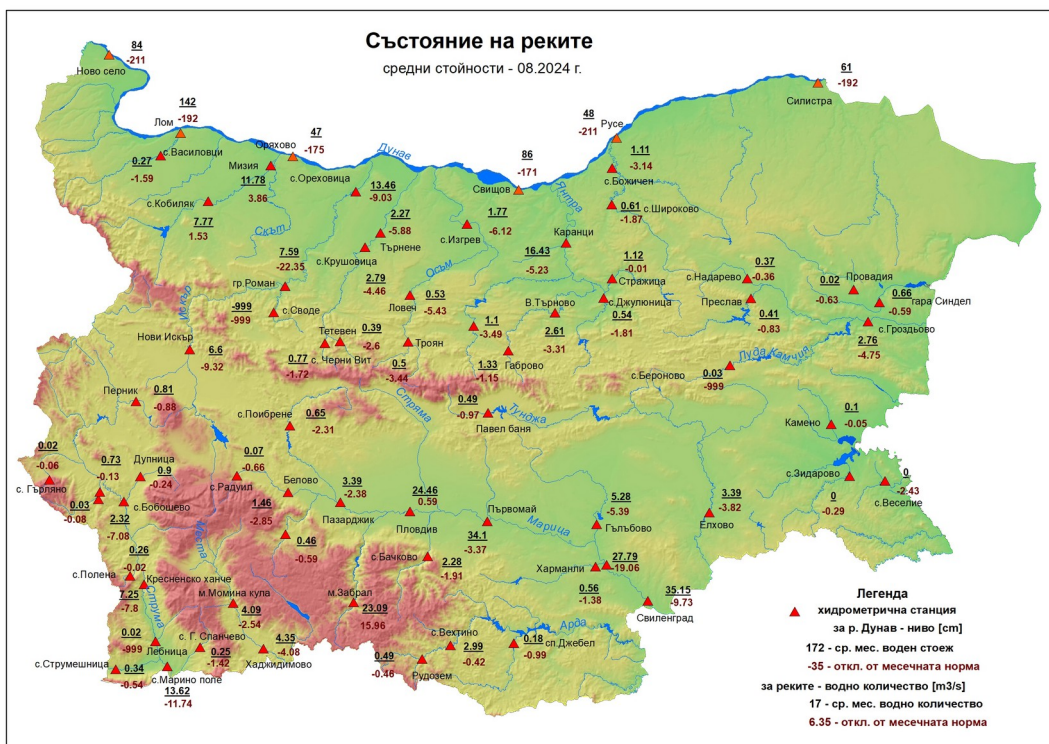 Състояние на реките
средни стойности - 08.2024 г.
84
-211
Ново село
61
-192
Силистра
142
-192
Лом
47
-175
Оряхово
48
-211
Русе
86
-171
Свищов
Дунав
Янтра
с.Василовци
0.27
-1.59
Мизия
11.78
3.86
с.Ореховица
13.46
-9.03
1.11
-3.14
с.Божичен
с.Кобиляк
7.77
1.53
Скът
2.27
-5.88
Търнене
1.77
-6.12
с.Изгрев
0.61
-1.87
с.Широково
Каранци
16.43
-5.23
с.Крушовица
2.79
-4.46
7.59
-22.35
гр.Роман
Осъм
Искър
1.12
-0.01
Стражица
с.Надарево
0.37
-0.36
Провадия
0.02
-0.63
0.66
-0.59
гара Синдел
0.53
-5.43
Ловеч
-999
-999
с.Своде
В.Търново
2.61
-3.31
с.Джулюница
0.54
-1.81
Преслав
0.41
-0.83
с.Гроздьово
2.76
-4.75
1.1
-3.49
Нови Искър
6.6
-9.32
Тетевен
0.39
-2.6
0.77
-1.72
с. Черни Вит
Троян
0.5
-3.44
1.33
-1.15
Габрово
Луда Камчия
с.Бероново
0.03
-999
Перник
0.81
-0.88
с.Поибрене
0.65
-2.31
Стряма
0.49
-0.97
Павел баня
Тунджа
Камено
0.1
-0.05
0.02
-0.06
с. Гърляно
0.73
-0.13
Дупница
0.9
-0.24
0.07
-0.66
с.Радуил
Белово
1.46
-2.85
3.39
-2.38
Пазарджик
24.46
0.59
Пловдив
Първомай
34.1
-3.37
Марица
5.28
-5.39
Гълъбово
3.39
-3.82
Елхово
с.Зидарово
0
-0.29
0
-2.43
с.Веселие
0.03
-0.08
с.Бобошево
2.32
-7.08
Места
0.46
-0.59
с.Бачково
2.28
-1.91
Харманли
0.56
-1.38
27.79
-19.06
35.15
-9.73
Свиленград
0.26
-0.02
с.Полена
Кресненско ханче
7.25
-7.8
Струма
м.Момина кула
4.09
-2.54
м.Забрал
23.09
15.96
0.02
-999
Лебница
с. Г. Спанчево
0.25
-1.42
4.35
-4.08
Хаджидимово
с.Вехтино
2.99
-0.42
0.49
-0.46
Рудозем
Арда
0.18
-0.99
сп.Джебел
с.Струмешница
0.34
-0.54
с.Марино поле
13.62
-11.74
Легенда
хидрометрична станция
за р. Дунав - ниво [cm]
172 - ср. мес. воден стоеж
-35 - откл. от месечната норма
за реките - водно количество [m3/s]
17 - ср. мес. водно количество
6.35 - откл. от месечната норма